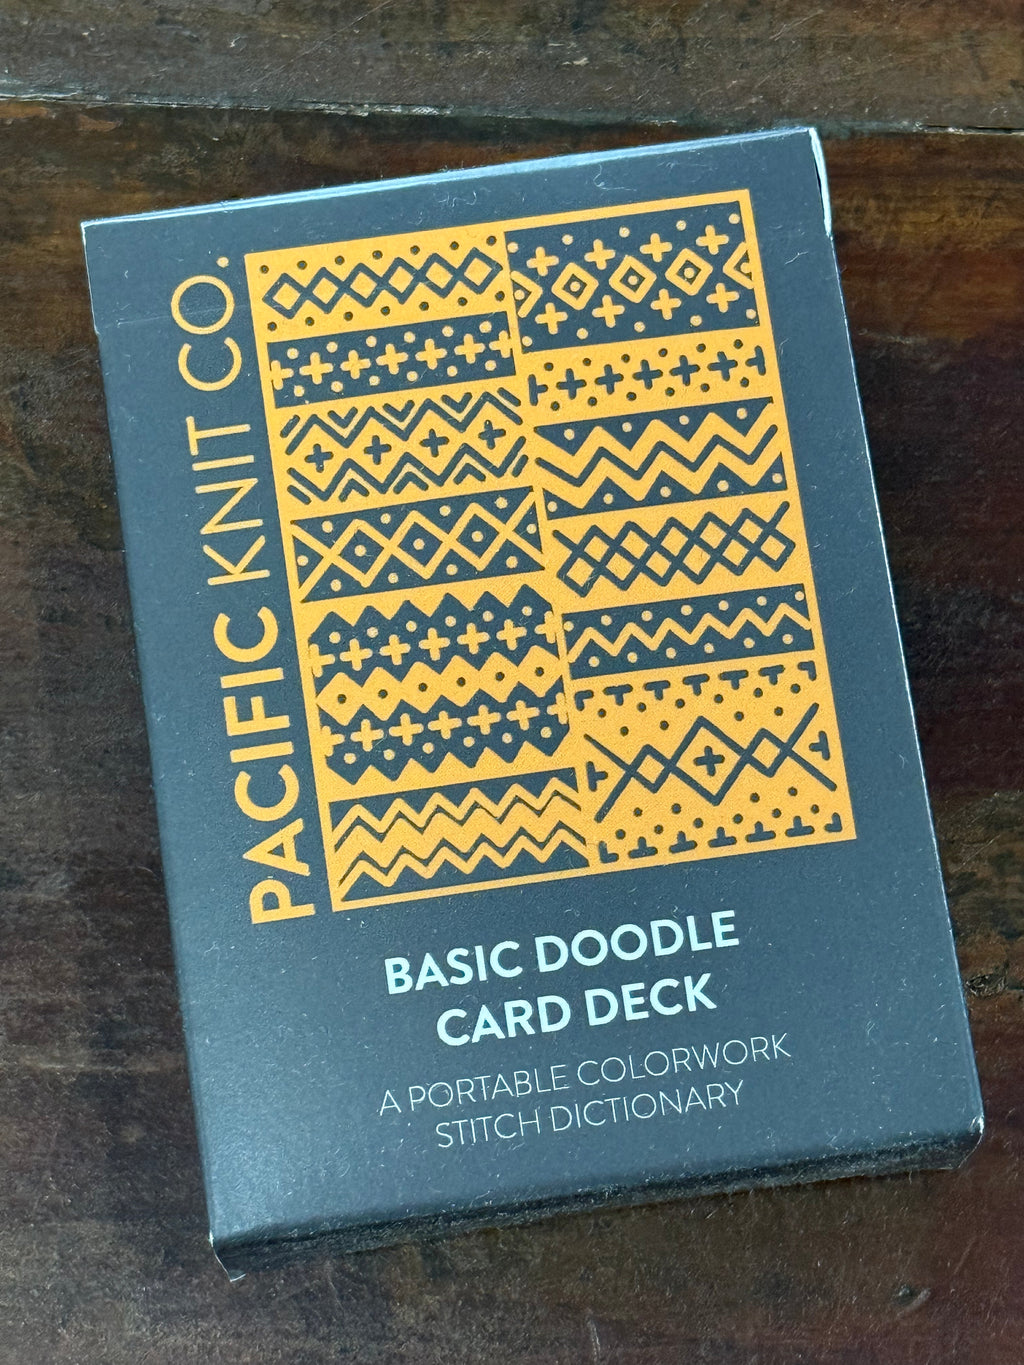 PACIFIC KNIT CO.
BASIC DOODLE
CARD DECK
A PORTABLE COLORWORK
STITCH DICTIONARY